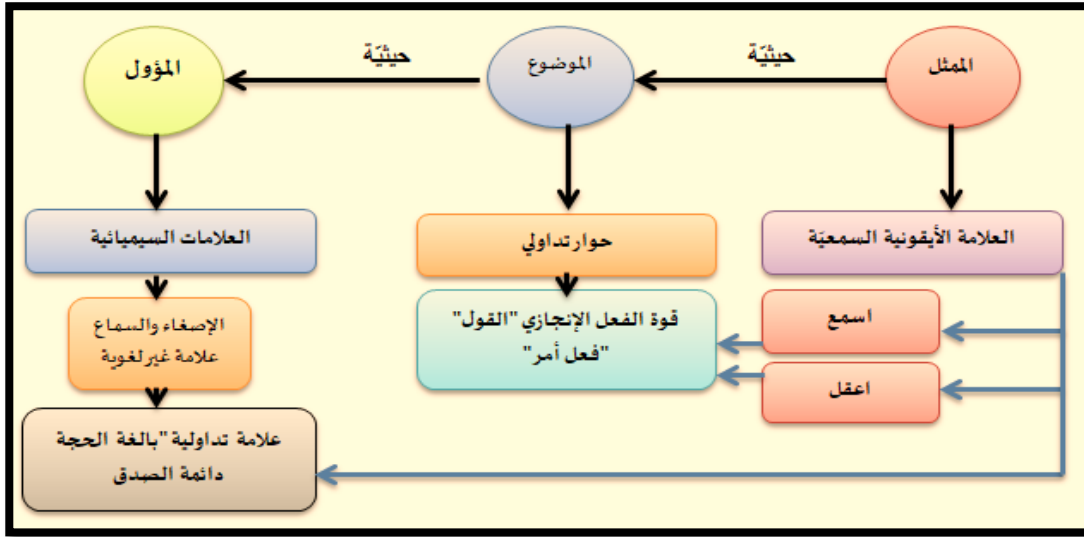 الممثل
حيثيّة
الموضوع
حيثيّة
المؤول
العلامة الأيقونية السمعيّة
حوار تداولي
العلامات السيميائية
اسمع
اعقل
قوة الفعل الإنجازي "القول"
"فعل أمر"
الإصغاء والسماع
علامة غير لغوية
علامة تداولية "بالغة الحجة
دائمة الصدق